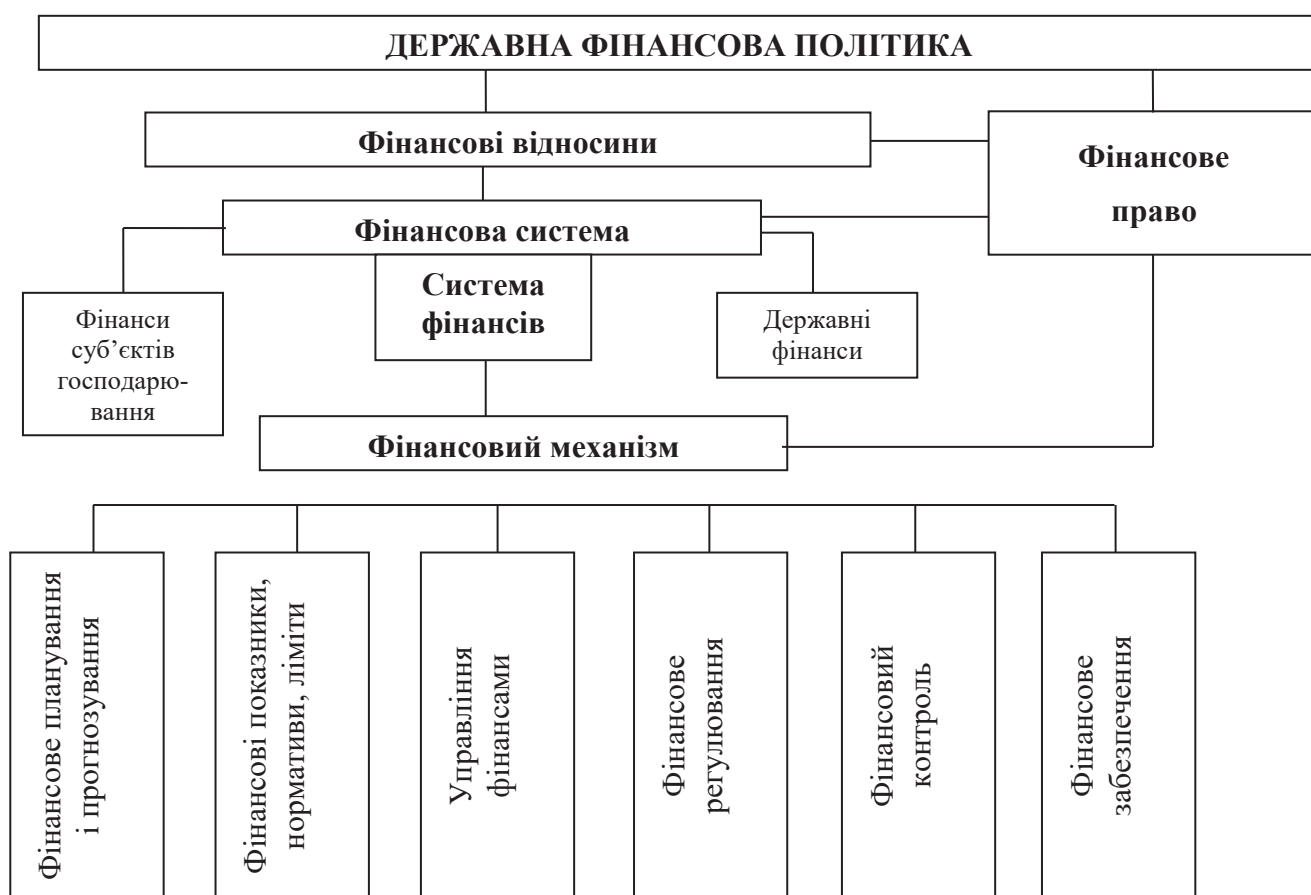 ДЕРЖАВНА ФІНАНСОВА ПОЛІТИКА
Фінансові відносини
Фінансове
право
Фінансова система
Система
фінансів
Фінанси
суб’єктів
господарю-
вання
Державні
фінанси
Фінансовий механізм
Фінансове планування
і прогнозування
Фінансові показники,
нормативи, ліміти
Управління
фінансами
Фінансове
регулювання
Фінансовий
контроль
Фінансове
забезпечення